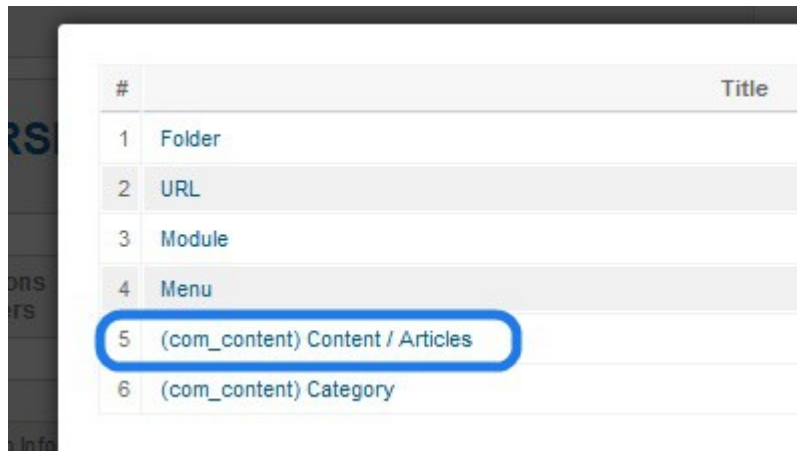 # Title
1 Folder
2 URL
3 Module
4 Menu
5 (com_content) Content / Articles
6 (com_content) Category